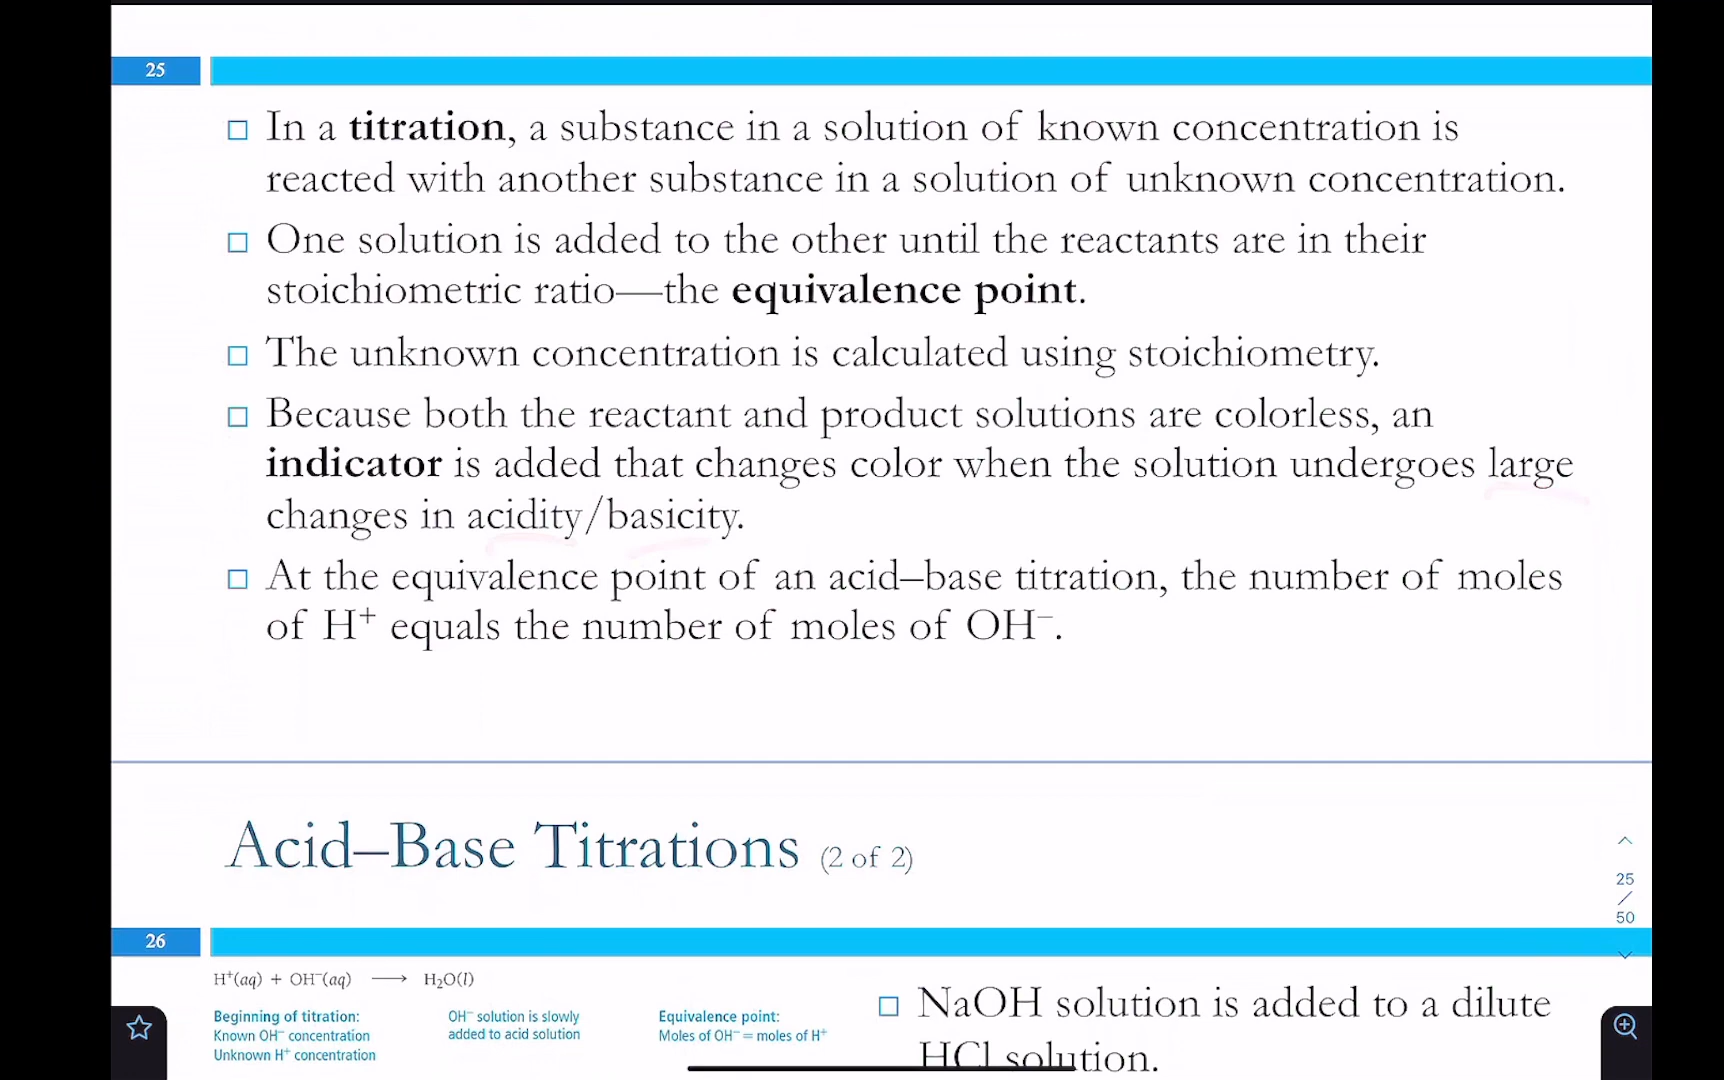 25
In a titration, a substance in a solution of known concentration is
reacted with another substance in a solution of unknown concentration.
One solution is added to the other until the reactants are in their
stoichiometric ratio—the equivalence point.
The unknown concentration is calculated using stoichiometry.
Because both the reactant and product solutions are colorless, an
indicator is added that changes color when the solution undergoes large
changes in acidity/basicity.
At the equivalence point of an acid–base titration, the number of moles
of H⁺ equals the number of moles of OH⁻.
Acid–Base Titrations (2 of 2)
25
/
50
26
H⁺(aq) + OH⁻(aq) ⟶ H₂O(l)
Beginning of titration:
Known OH⁻ concentration
Unknown H⁺ concentration
OH⁻ solution is slowly
added to acid solution
Equivalence point:
Moles of OH⁻ = moles of H⁺
NaOH solution is added to a dilute
HCl solution.